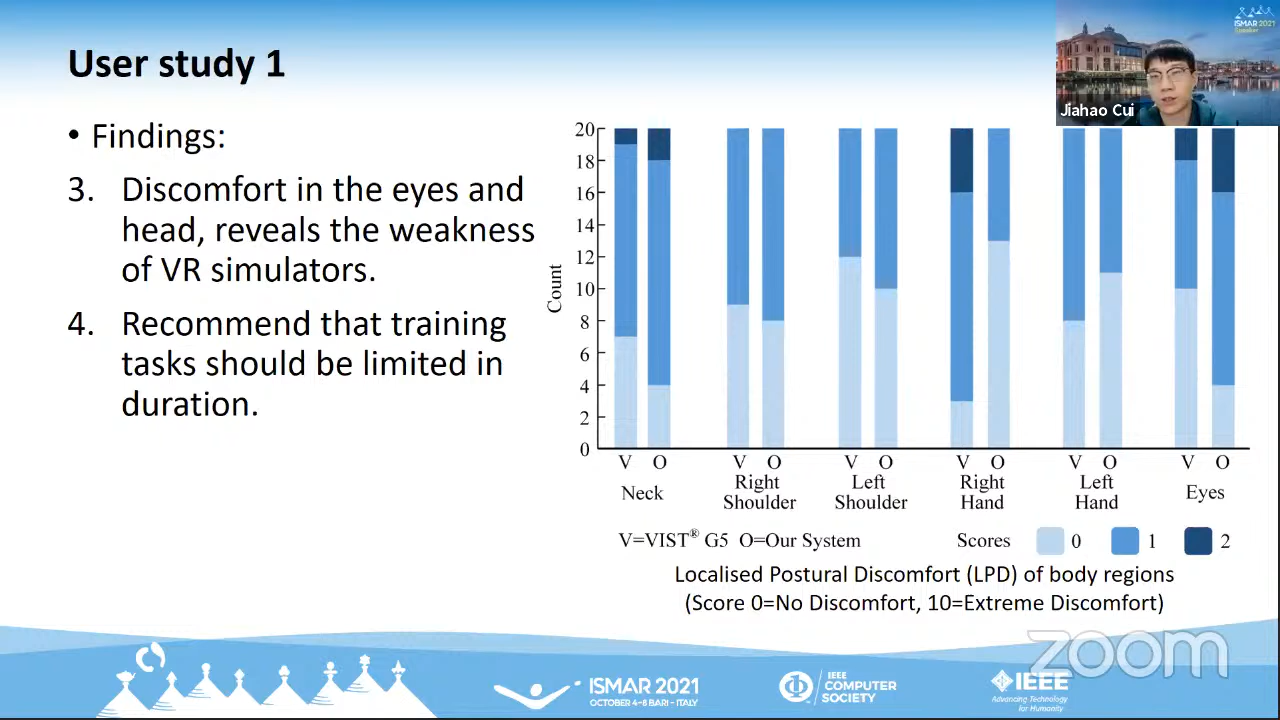 User study 1
ISMAR 2021
Speaker
Jiahao Cui
• Findings:
3. Discomfort in the eyes and
head, reveals the weakness
of VR simulators.
4. Recommend that training
tasks should be limited in
duration.
Count
20
18
16
14
12
10
8
6
4
2
0
V O V O V O V O V O V O
Neck
Right
Shoulder
Left
Shoulder
Right
Hand
Left
Hand
Eyes
V=VIST® G5 O=Our System
Scores 0 1 2
Localised Postural Discomfort (LPD) of body regions
(Score 0=No Discomfort, 10=Extreme Discomfort)
zoom
ISMAR 2021
OCTOBER 4-8 BARI - ITALY
IEEE
COMPUTER
SOCIETY
IEEE
Advancing Technology
for Humanity